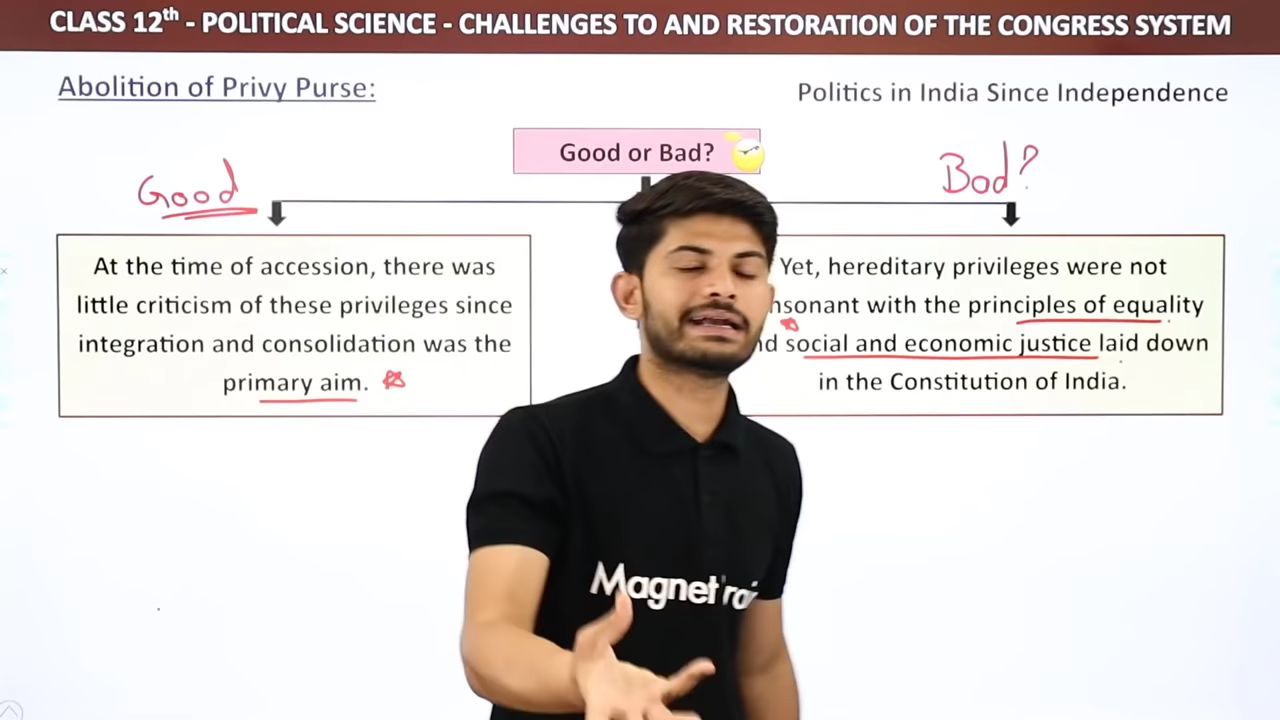 CLASS 12th - POLITICAL SCIENCE - CHALLENGES TO AND RESTORATION OF THE CONGRESS SYSTEM
Abolition of Privy Purse:
Politics in India Since Independence
Good or Bad?
Good
Bad?
At the time of accession, there was
little criticism of these privileges since
integration and consolidation was the
primary aim.
Yet, hereditary privileges were not
with the principles of equality
social and economic justice laid down
in the Constitution of India.
Magnet